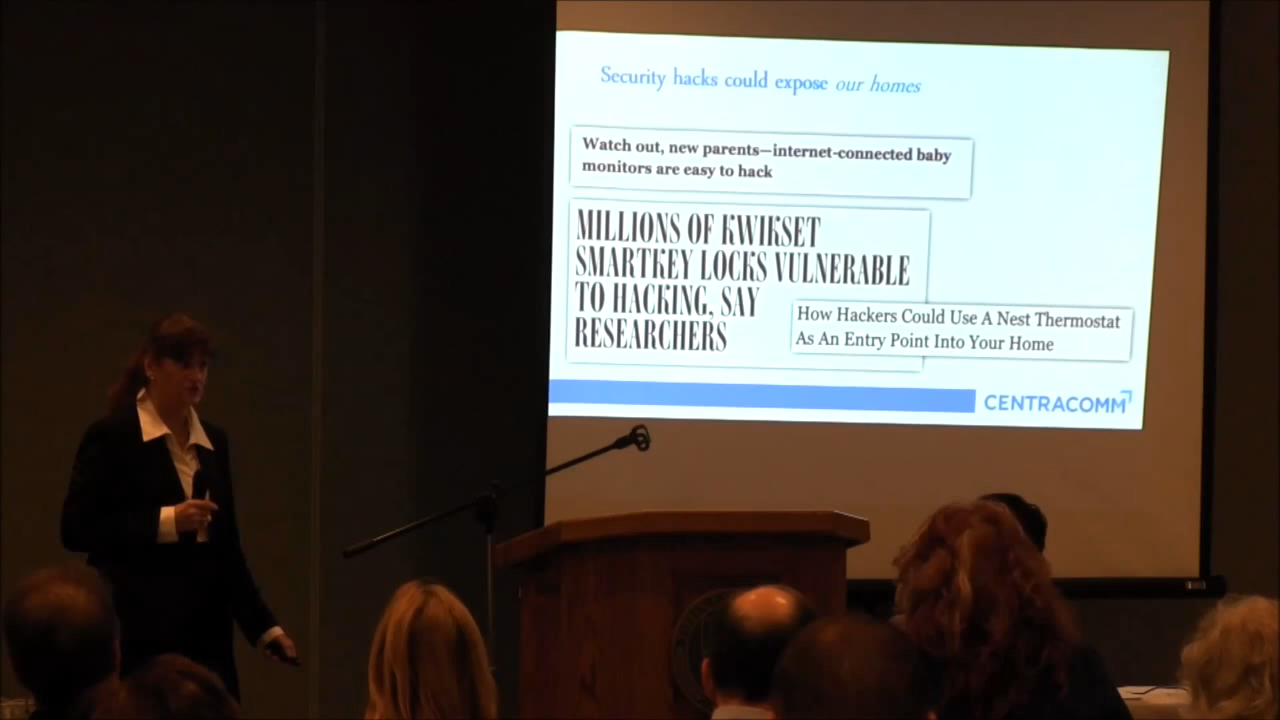 Security hacks could expose our homes
Watch out, new parents—internet-connected baby
monitors are easy to hack
MILLIONS OF KWIKSET
SMARTKEY LOCKS VULNERABLE
TO HACKING, SAY
RESEARCHERS
How Hackers Could Use A Nest Thermostat
As An Entry Point Into Your Home
CENTRACOMM